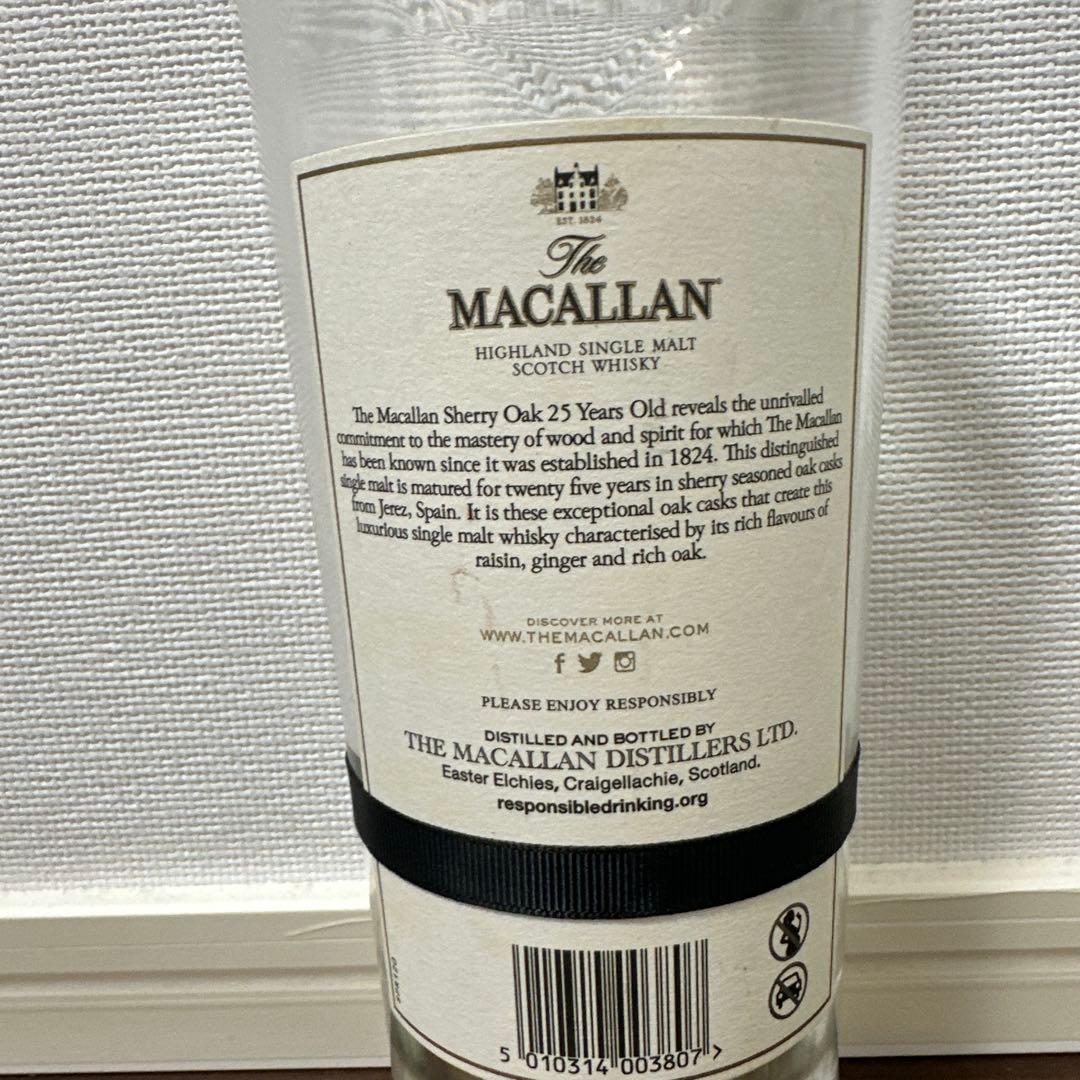 EST. 1824
The
MACALLAN
HIGHLAND SINGLE MALT
SCOTCH WHISKY
The Macallan Sherry Oak 25 Years Old reveals the unrivalled
commitment to the mastery of wood and spirit for which The Macallan
has been known since it was established in 1824. This distinguished
single malt is matured for twenty five years in sherry seasoned oak casks
from Jerez, Spain. It is these exceptional oak casks that create this
luxurious single malt whisky characterised by its rich flavours of
raisin, ginger and rich oak.
DISCOVER MORE AT
WWW.THEMACALLAN.COM
PLEASE ENJOY RESPONSIBLY
DISTILLED AND BOTTLED BY
THE MACALLAN DISTILLERS LTD.
Easter Elchies, Craigellachie, Scotland.
responsibledrinking.org
5 010314 003807 >